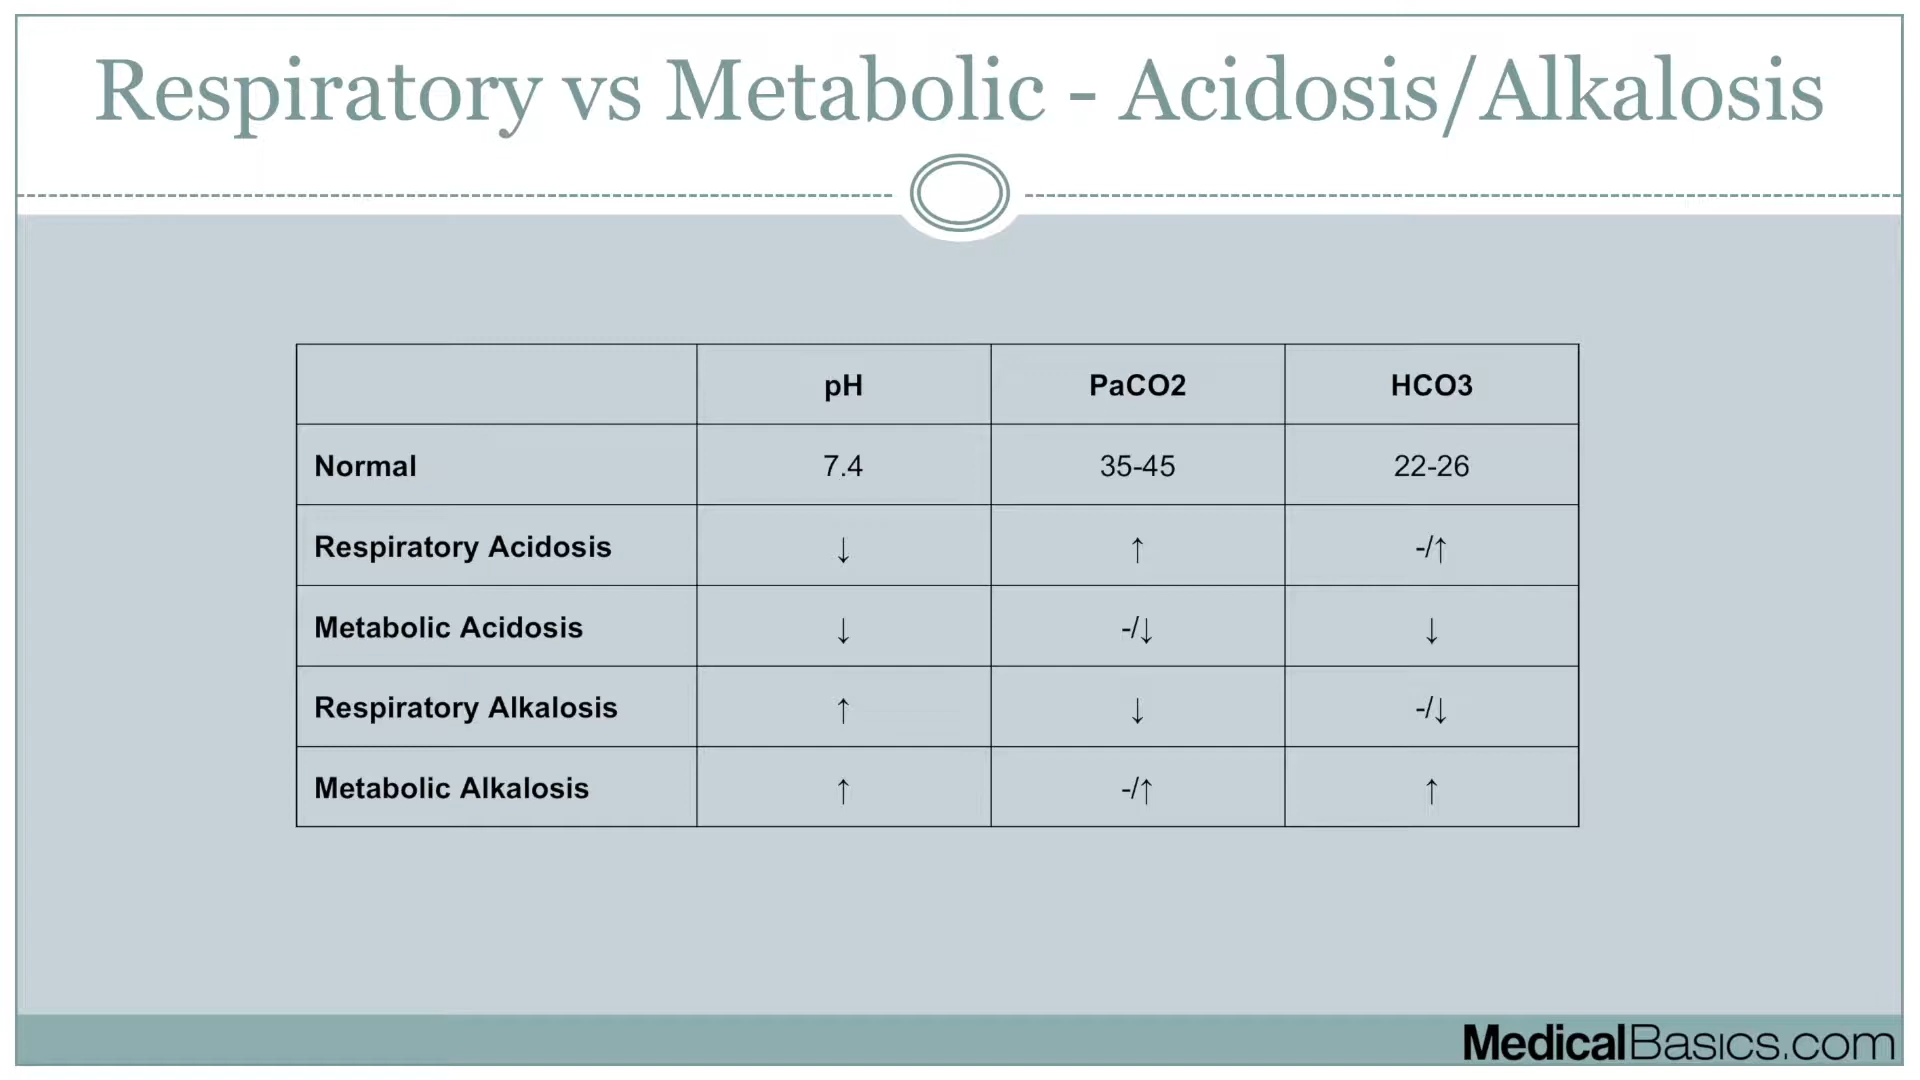 Respiratory vs Metabolic - Acidosis/Alkalosis
pH PaCO2 HCO3
Normal 7.4 35-45 22-26
Respiratory Acidosis ↓ ↑ -/↑
Metabolic Acidosis ↓ -/↓ ↓
Respiratory Alkalosis ↑ ↓ -/↓
Metabolic Alkalosis ↑ -/↑ ↑
MedicalBasics.com